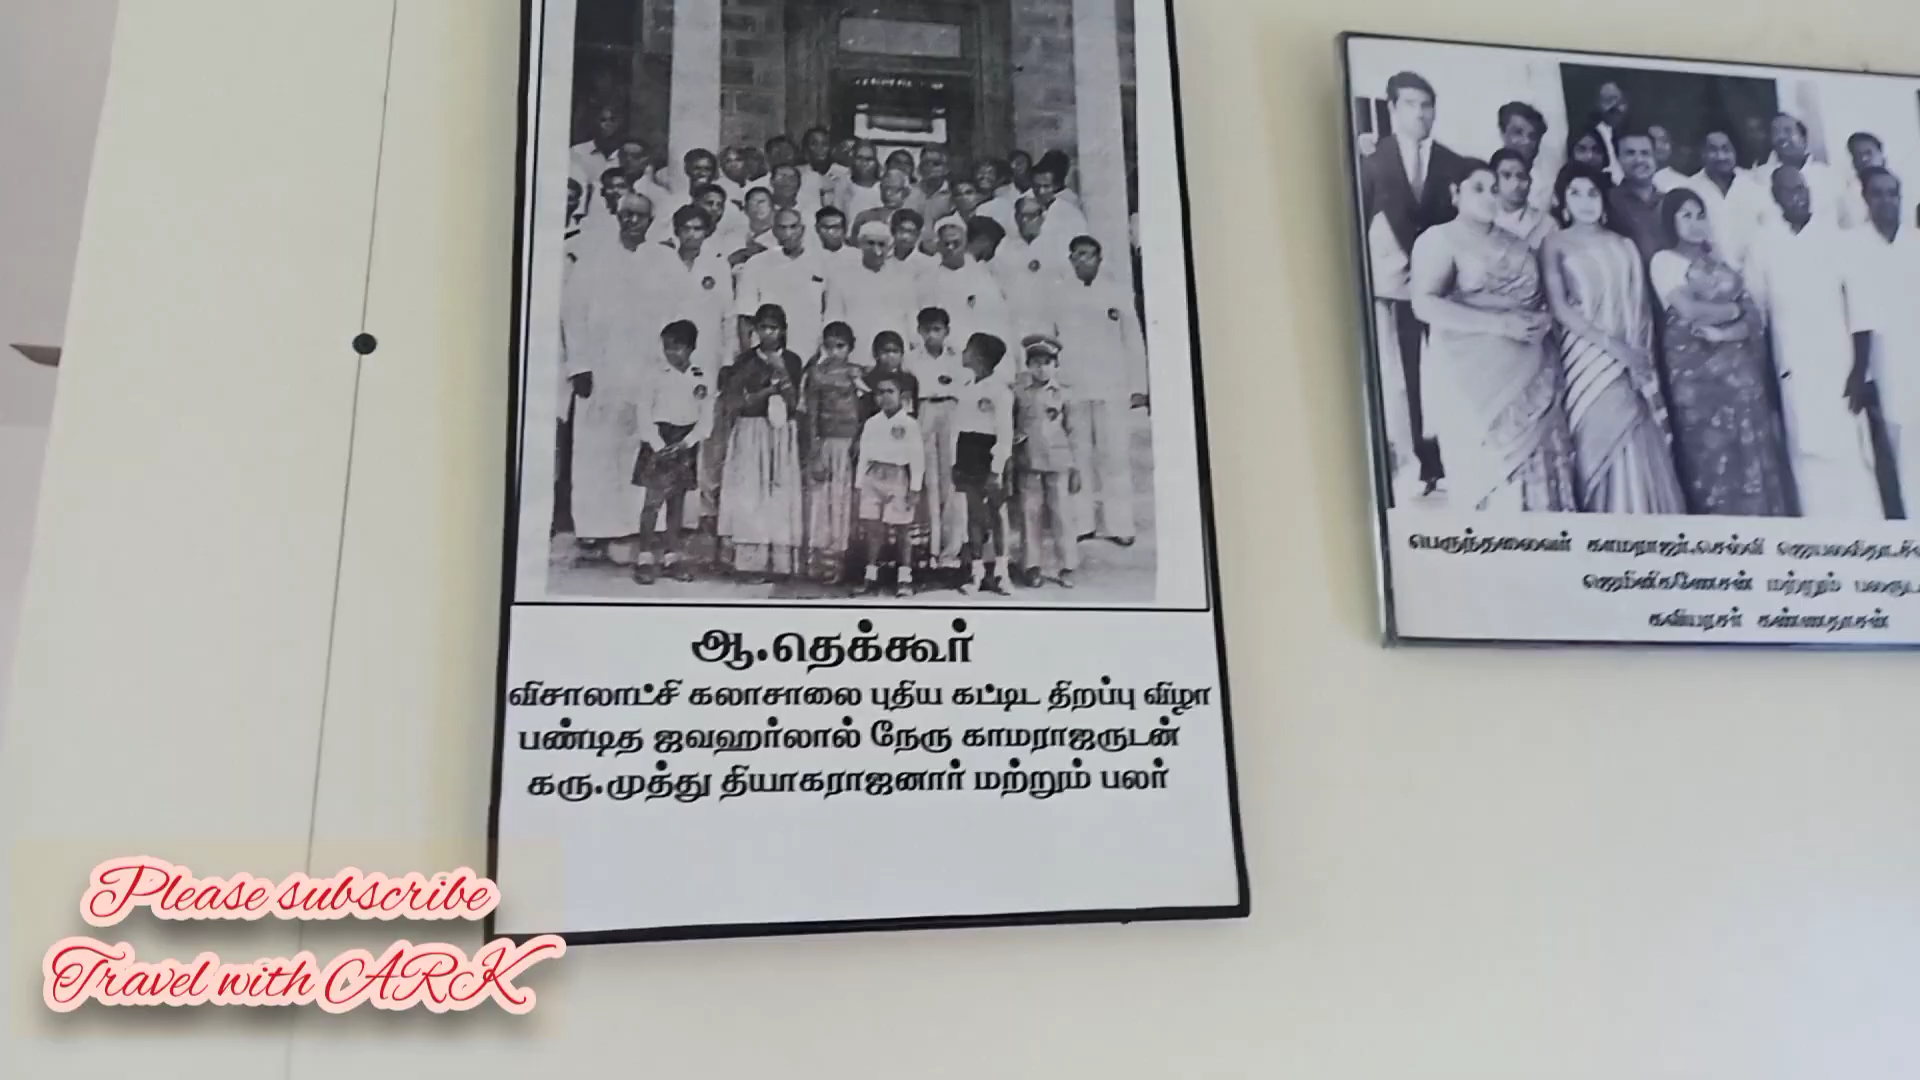 ஆ.தெக்கூர்
விசாலாட்சி கலாசாலை புதிய கட்டிட திறப்பு விழா
பண்டித ஜவஹர்லால் நேரு காமராஜருடன்
கரு.முத்து தியாகராஜனார் மற்றும் பலர்
பெருந்தலைவர் காமராஜர்.செல்வி ஜெயலலிதா.
ஜெமினிகணேசன் மற்றும்
கவியரசர் கண்ணதாசன்
Please subscribe
Travel with ARK